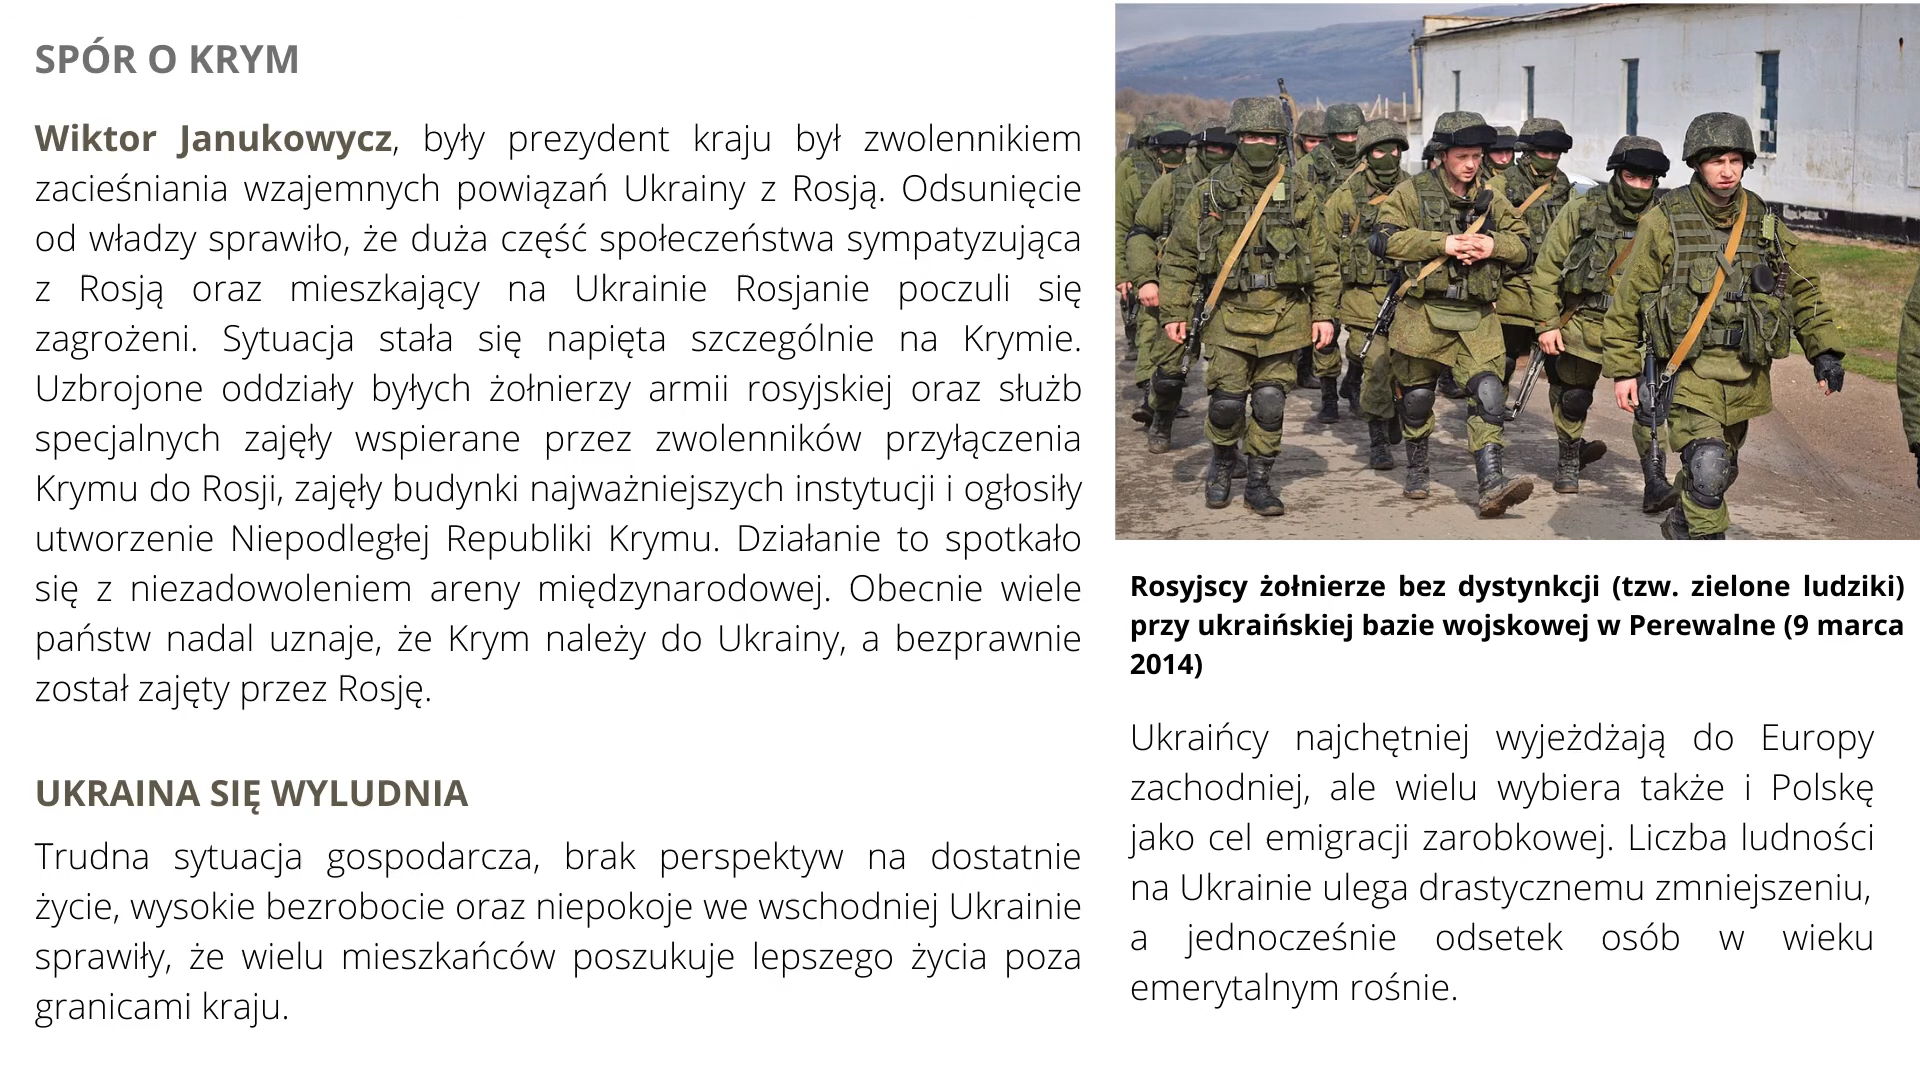 SPÓR O KRYM
Wiktor Janukowycz, były prezydent kraju był zwolennikiem
zacieśniania wzajemnych powiązań Ukrainy z Rosją. Odsunięcie
od władzy sprawiło, że duża część społeczeństwa sympatyzująca
z Rosją oraz mieszkający na Ukrainie Rosjanie poczuli się
zagrożeni. Sytuacja stała się napięta szczególnie na Krymie.
Uzbrojone oddziały byłych żołnierzy armii rosyjskiej oraz służb
specjalnych zajęły wspierane przez zwolenników przyłączenia
Krymu do Rosji, zajęły budynki najważniejszych instytucji i ogłosiły
utworzenie Niepodległej Republiki Krymu. Działanie to spotkało
się z niezadowoleniem areny międzynarodowej. Obecnie wiele
państw nadal uznaje, że Krym należy do Ukrainy, a bezprawnie
został zajęty przez Rosję.
UKRAINA SIĘ WYLUDNIA
Trudna sytuacja gospodarcza, brak perspektyw na dostatnie
życie, wysokie bezrobocie oraz niepokoje we wschodniej Ukrainie
sprawiły, że wielu mieszkańców poszukuje lepszego życia poza
granicami kraju.
Rosyjscy żołnierze bez dystynkcji (tzw. zielone ludziki)
przy ukraińskiej bazie wojskowej w Perewalne (9 marca
2014)
Ukraińcy najchętniej wyjeżdżają do Europy
zachodniej, ale wielu wybiera także i Polskę
jako cel emigracji zarobkowej. Liczba ludności
na Ukrainie ulega drastycznemu zmniejszeniu,
a jednocześnie odsetek osób w wieku
emerytalnym rośnie.